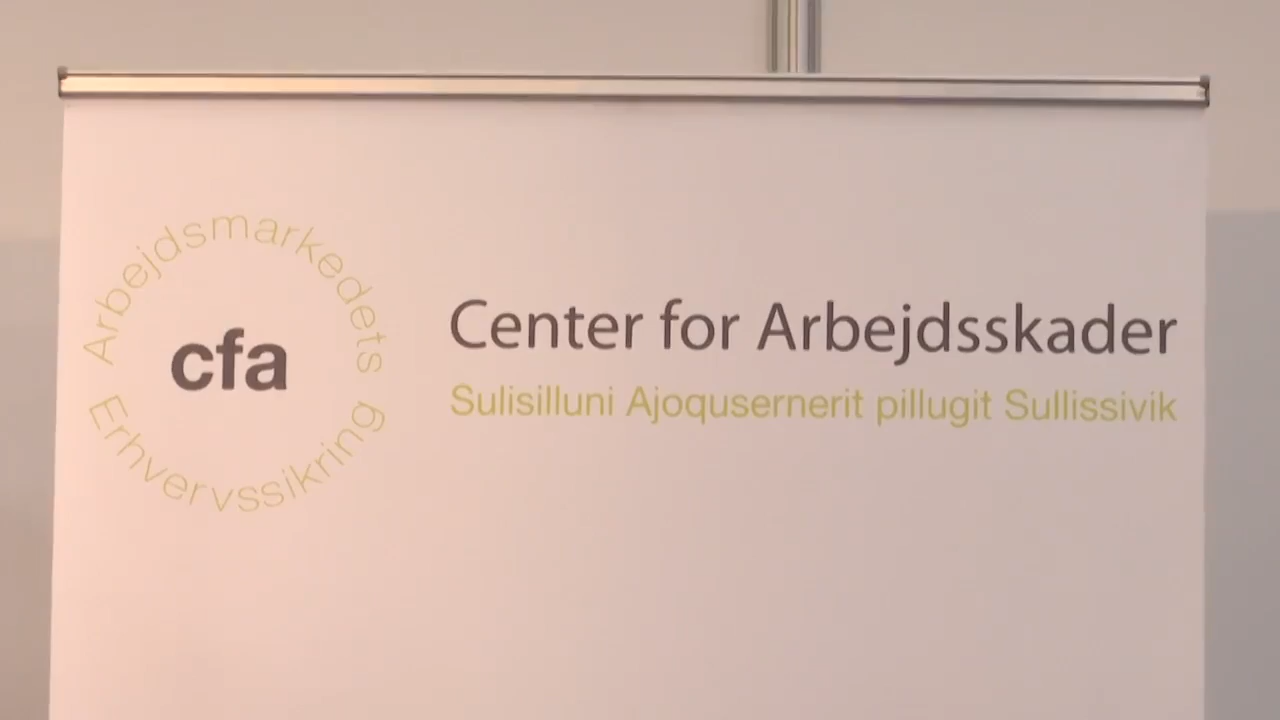 Arbejdsmarkedets
Erhvervssikring
cfa
Center for Arbejdsskader
Sulisilluni Ajoqusernerit pillugit Sullissivik